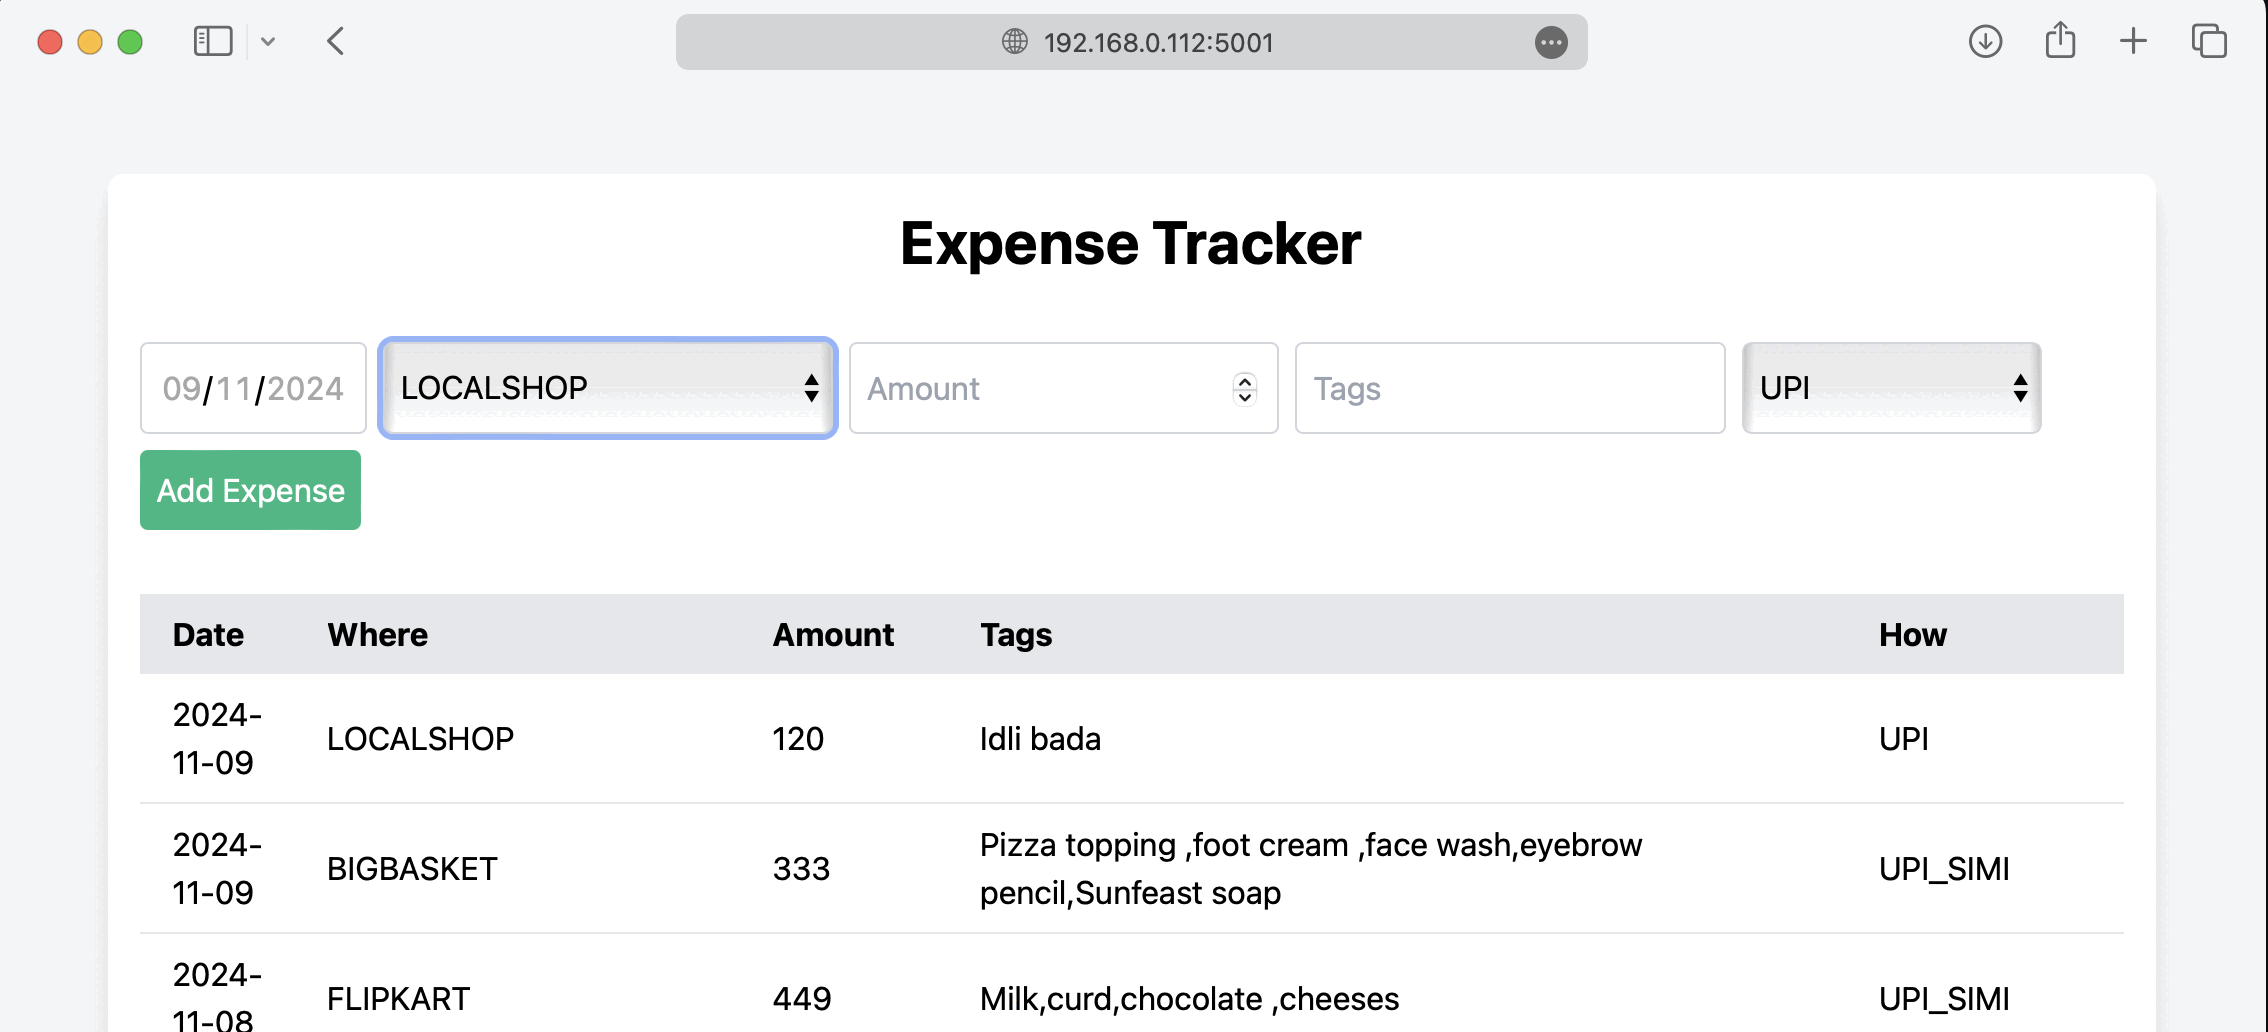 192.168.0.112:5001
Expense Tracker
09/11/2024 LOCALSHOP Amount Tags UPI
Add Expense
Date Where Amount Tags How
2024-
11-09 LOCALSHOP 120 Idli bada UPI
2024-
11-09 BIGBASKET 333 Pizza topping ,foot cream ,face wash,eyebrow
pencil,Sunfeast soap UPI_SIMI
2024-
11-08 FLIPKART 449 Milk,curd,chocolate ,cheeses UPI_SIMI